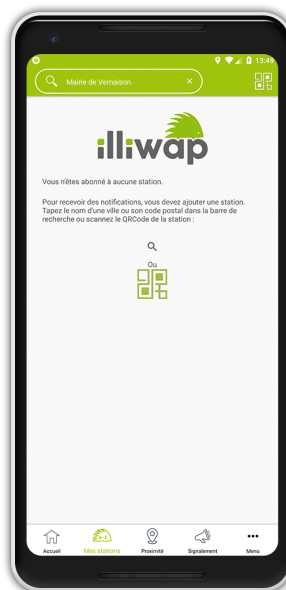 13:49
Mairie de Vernaison
illiwap
Vous n'êtes abonné à aucune station.
Pour recevoir des notifications, vous devez ajouter une station.
Tapez le nom d'une ville ou son code postal dans la barre de
recherche ou scannez le QRCode de la station :
Ou
Accueil Mes stations Proximité Signalement Menu